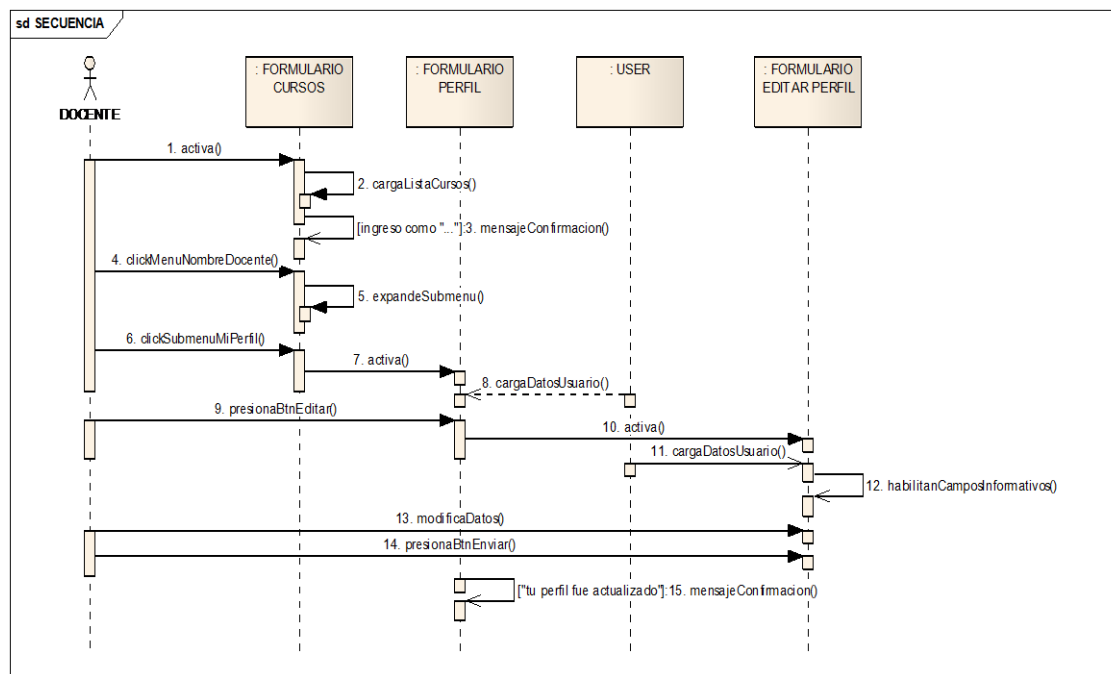 sd SECUENCIA
DOCENTE
: FORMULARIO
CURSOS
: FORMULARIO
PERFIL
: USER
: FORMULARIO
EDITAR PERFIL
1. activa()
2. cargaListaCursos()
[ingreso como "..."]:3. mensajeConfirmacion()
4. clickMenuNombreDocente()
5. expandeSubmenu()
6. clickSubmenuMiPerfil()
7. activa()
8. cargaDatosUsuario()
9. presionaBtnEditar()
10. activa()
11. cargaDatosUsuario()
12. habilitanCamposInformativos()
13. modificaDatos()
14. presionaBtnEnviar()
["tu perfil fue actualizado"]:15. mensajeConfirmacion()